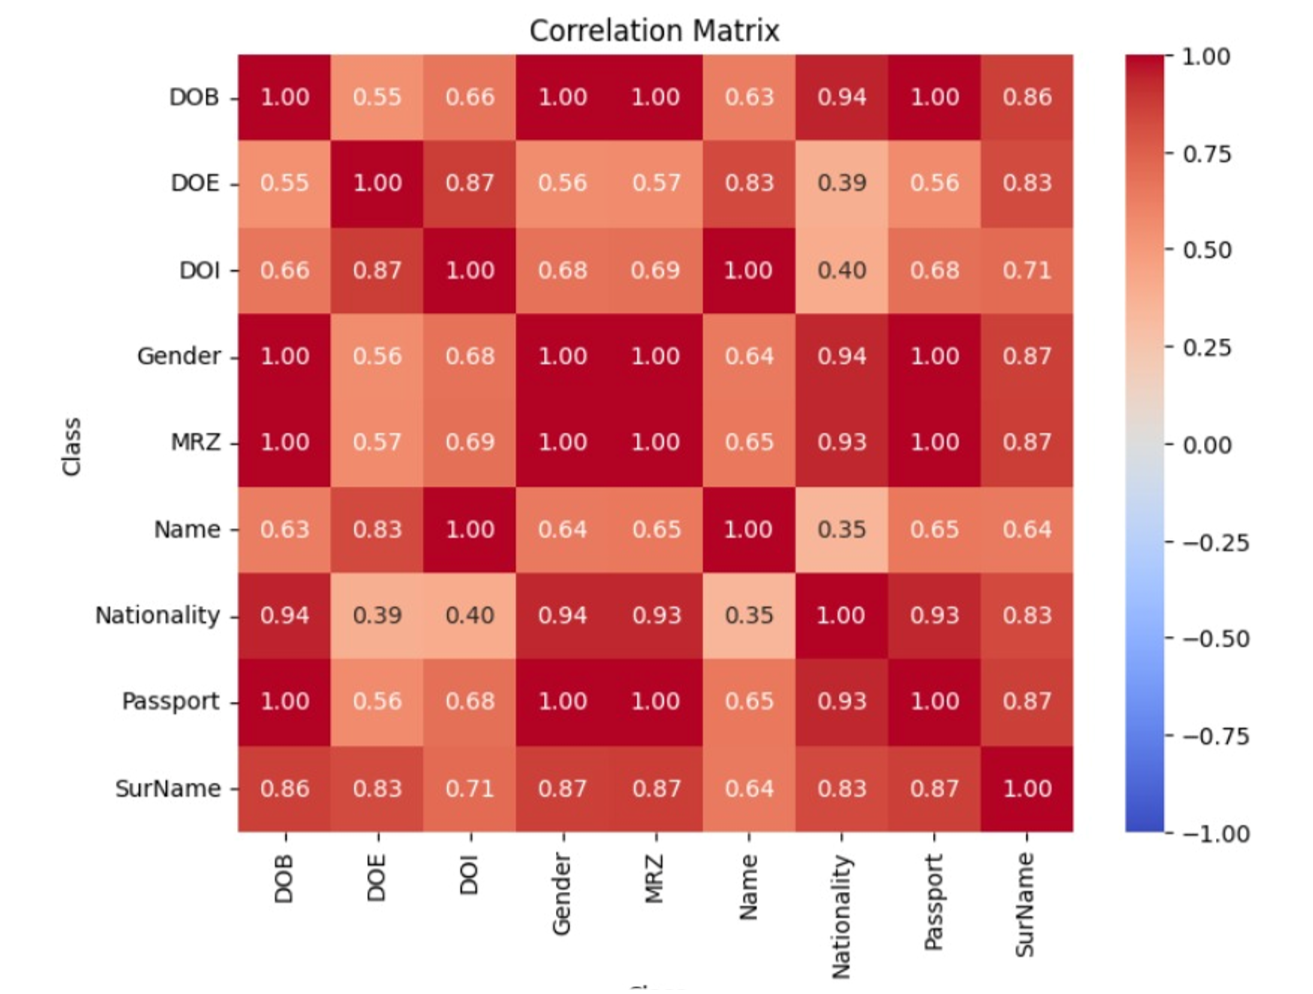 Correlation Matrix
DOB 1.00 0.55 0.66 1.00 1.00 0.63 0.94 1.00 0.86
DOE 0.55 1.00 0.87 0.56 0.57 0.83 0.39 0.56 0.83
DOI 0.66 0.87 1.00 0.68 0.69 1.00 0.40 0.68 0.71
Gender 1.00 0.56 0.68 1.00 1.00 0.64 0.94 1.00 0.87
MRZ 1.00 0.57 0.69 1.00 1.00 0.65 0.93 1.00 0.87
Name 0.63 0.83 1.00 0.64 0.65 1.00 0.35 0.65 0.64
Nationality 0.94 0.39 0.40 0.94 0.93 0.35 1.00 0.93 0.83
Passport 1.00 0.56 0.68 1.00 1.00 0.65 0.93 1.00 0.87
SurName 0.86 0.83 0.71 0.87 0.87 0.64 0.83 0.87 1.00
DOB DOE DOI Gender MRZ Name Nationality Passport SurName
Class
1.00
0.75
0.50
0.25
0.00
−0.25
−0.50
−0.75
−1.00